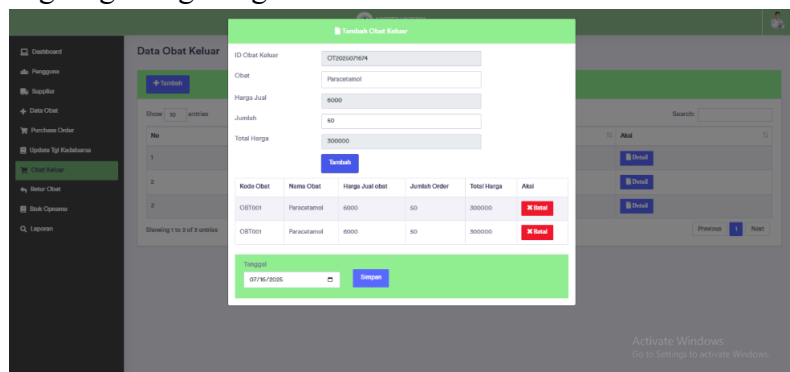 Tambah Obat Keluar
Dashboard
Pengguna
Supplier
+ Data Obat
Purchase Order
Update Tgl Kadaluarsa
Obat Keluar
Retur Obat
Stok Opname
Laporan
Data Obat Keluar
+ Tambah
Show 10 entries
Search:
No
Aksi
1
Detail
2
Detail
3
Detail
Showing 1 to 3 of 3 entries
Previous 1 Next
ID Obat Keluar
OT2025071674
Obat
Paracetamol
Harga Jual
6000
Jumlah
50
Total Harga
300000
Tambah
Kode Obat Nama Obat Harga Jual obat Jumlah Order Total Harga Aksi
OBT001 Paracetamol 6000 50 300000 Batal
OBT001 Paracetamol 6000 50 300000 Batal
Tanggal
07/16/2025
Simpan
Activate Windows
Go to Settings to activate Windows.